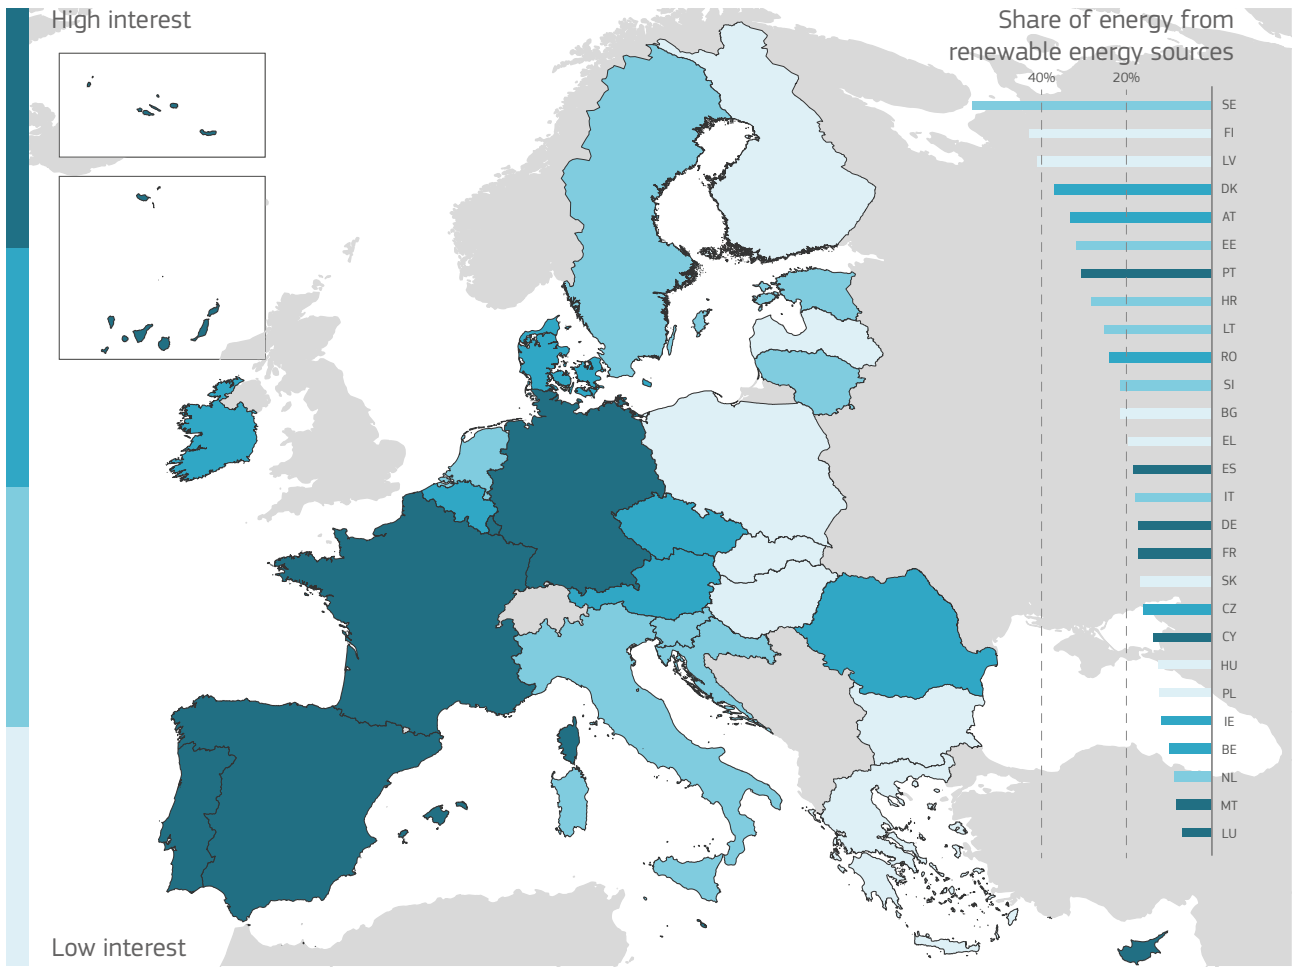 High interest
Share of energy from
renewable energy sources
40% 20%
SE
FI
LV
DK
AT
EE
PT
HR
LT
RO
SI
BG
EL
ES
IT
DE
FR
SK
CZ
CY
HU
PL
IE
BE
NL
MT
LU
Low interest